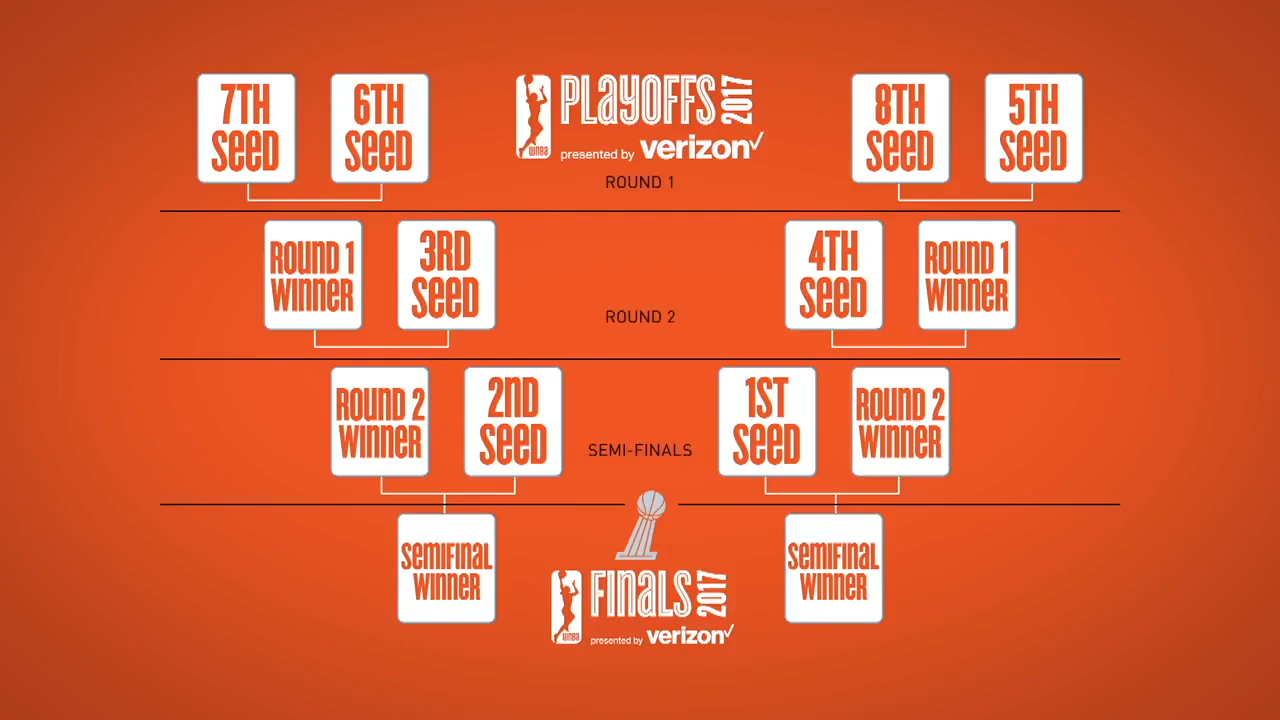 7TH
SEED
6TH
SEED
PLAYOFFS 2017
WNBA
presented by verizon
8TH
SEED
5TH
SEED
ROUND 1
ROUND 1
WINNER
3RD
SEED
4TH
SEED
ROUND 1
WINNER
ROUND 2
ROUND 2
WINNER
2ND
SEED
1ST
SEED
ROUND 2
WINNER
SEMI-FINALS
SEMIFINAL
WINNER
SEMIFINAL
WINNER
FINALS 2017
WNBA
presented by verizon